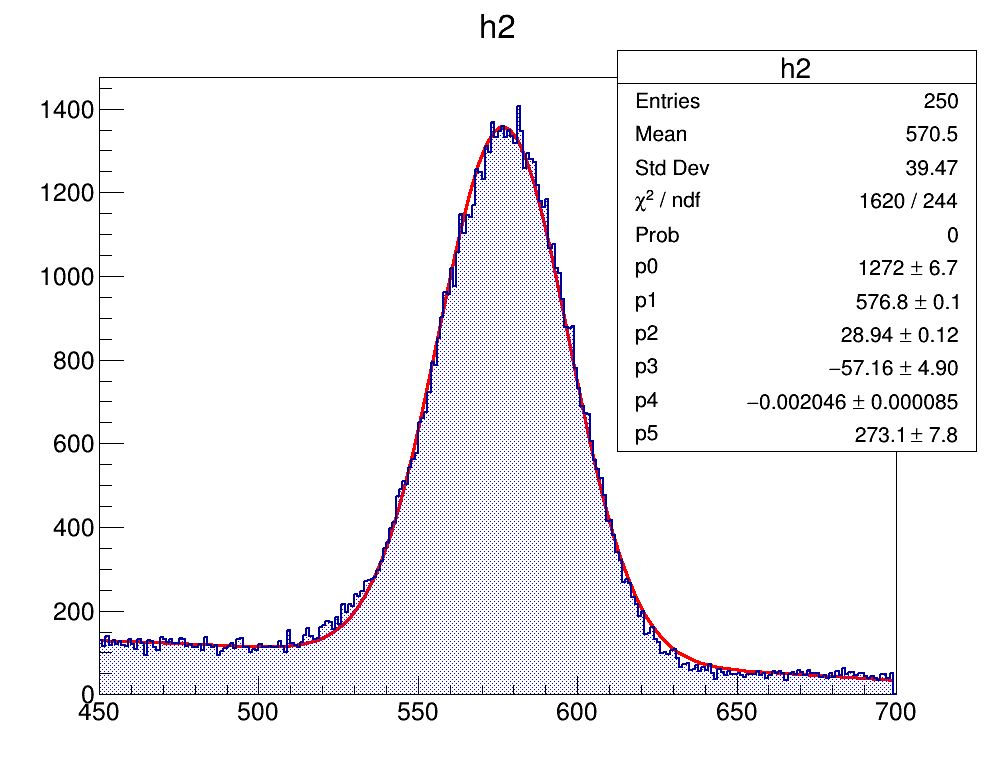 h2
h2
Entries 250
Mean 570.5
Std Dev 39.47
χ² / ndf 1620 / 244
Prob 0
p0 1272 ± 6.7
p1 576.8 ± 0.1
p2 28.94 ± 0.12
p3 −57.16 ± 4.90
p4 −0.002046 ± 0.000085
p5 273.1 ± 7.8
1400
1200
1000
800
600
400
200
0
450 500 550 600 650 700